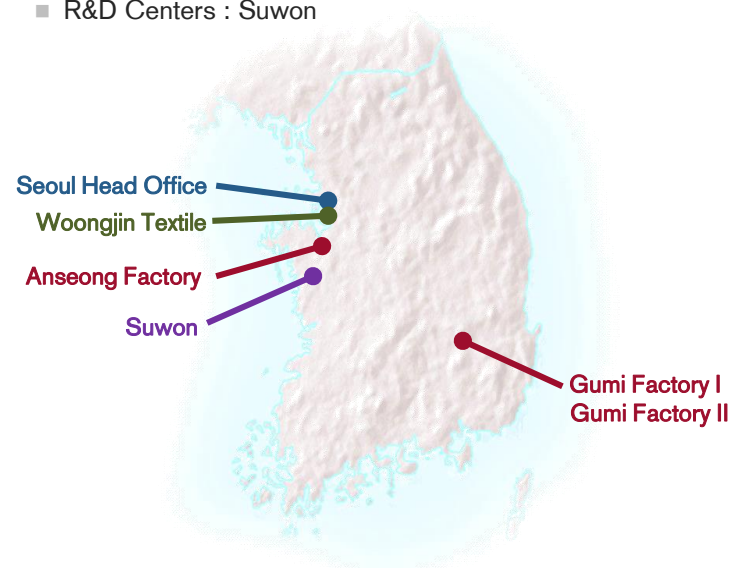 ■ R&D Centers : Suwon
Seoul Head Office
Woongjin Textile
Anseong Factory
Suwon
Gumi Factory I
Gumi Factory II